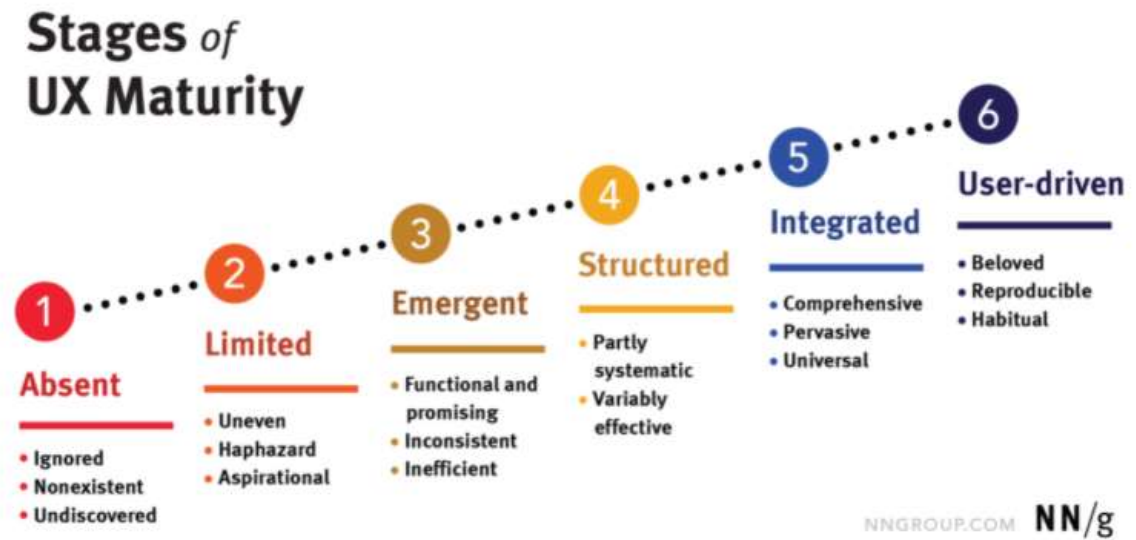 Stages of
UX Maturity
1
Absent
• Ignored
• Nonexistent
• Undiscovered
2
Limited
• Uneven
• Haphazard
• Aspirational
3
Emergent
• Functional and
promising
• Inconsistent
• Inefficient
4
Structured
• Partly
systematic
• Variably
effective
5
Integrated
• Comprehensive
• Pervasive
• Universal
6
User-driven
• Beloved
• Reproducible
• Habitual
NNGROUP.COM NN/g